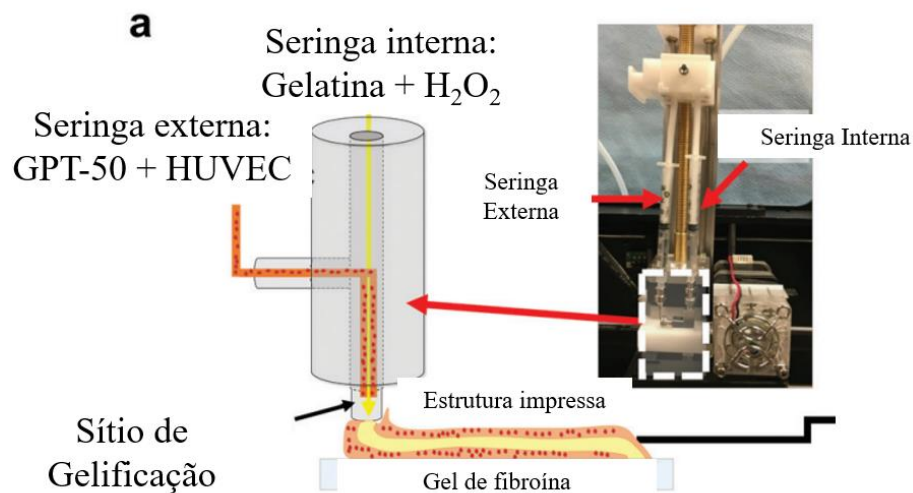 a
Seringa interna:
Gelatina + H₂O₂
Seringa externa:
GPT-50 + HUVEC
Seringa Interna
Seringa
Externa
Estrutura impressa
Sítio de
Gelificação
Gel de fibroína